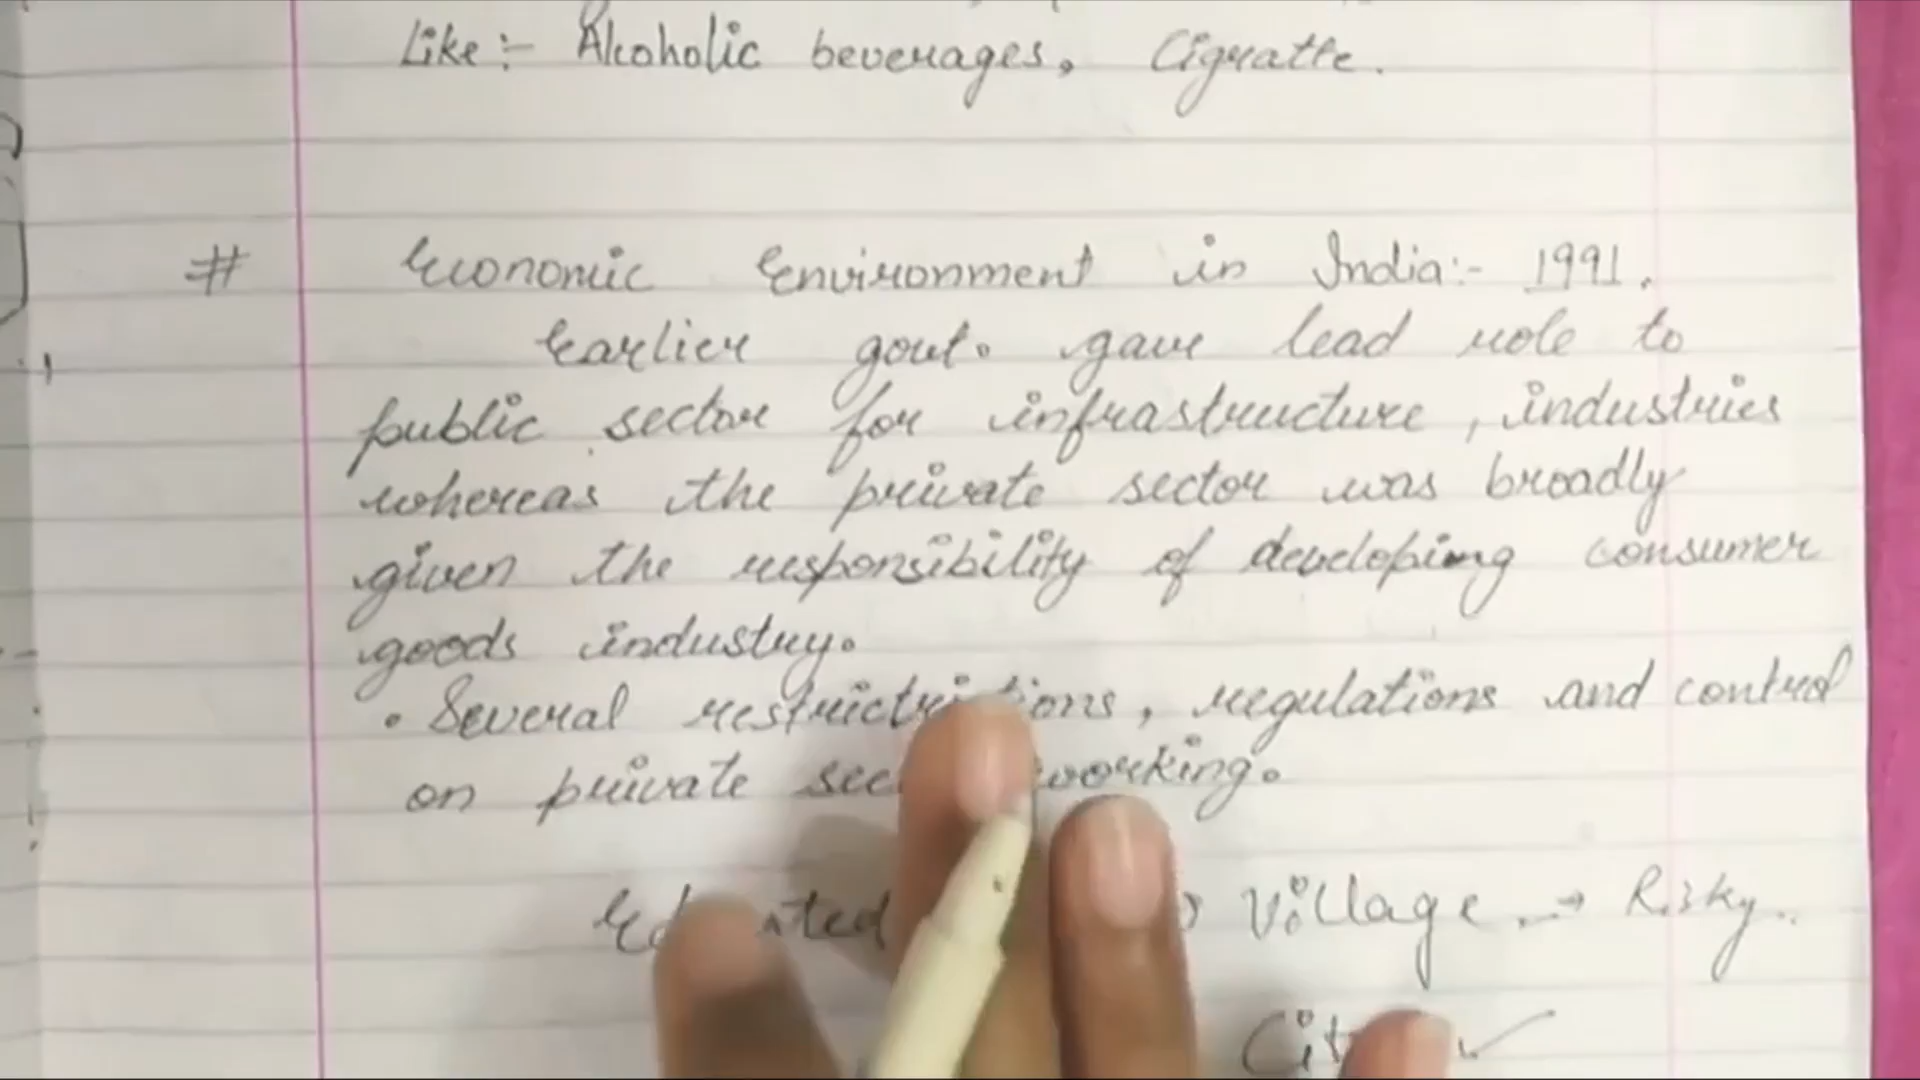 Like :- Alcoholic beverages, Cigratte.
# Economic Environment in India:- 1991.
Earlier govt. gave lead role to
public sector for infrastructure, industries
whereas the private sector was broadly
given the responsibility of developing consumer
goods industry.
• Several restrictrictions, regulations and control
on private working.
Village → Risky..